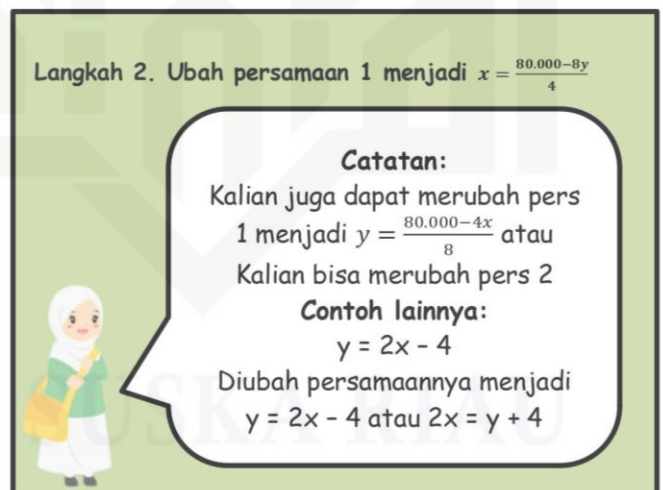 Langkah 2. Ubah persamaan 1 menjadi x = 80.000−8y / 4
Catatan:
Kalian juga dapat merubah pers
1 menjadi y = 80.000−4x / 8 atau
Kalian bisa merubah pers 2
Contoh lainnya:
y = 2x - 4
Diubah persamaannya menjadi
y = 2x - 4 atau 2x = y + 4
SUSKA RIAU